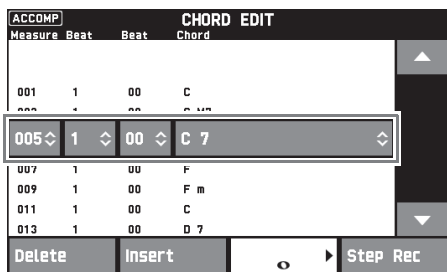 ACCOMP CHORD EDIT
Measure Beat Beat Chord
001 1 00 C
005 1 00 C 7
007 1 00 F
009 1 00 F m
011 1 00 C
013 1 00 D 7
Delete Insert Step Rec